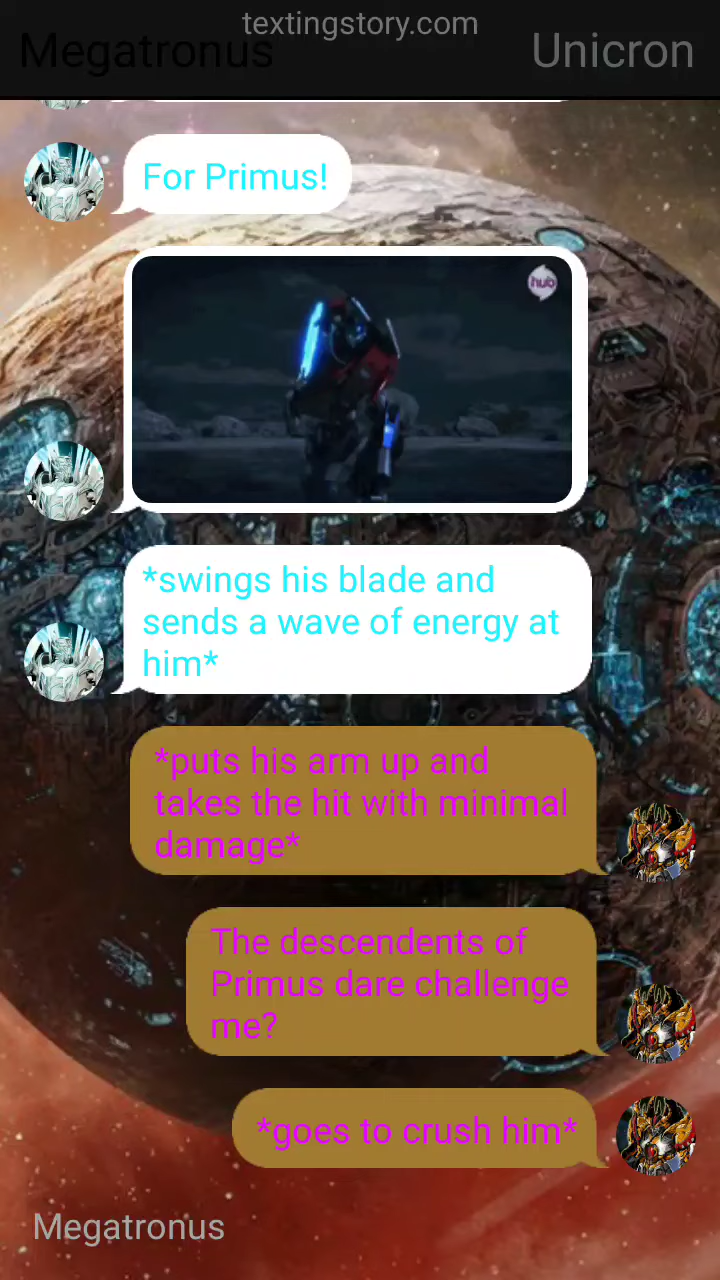 textingstory.com
Megatronus
Unicron
For Primus!
hub
*swings his blade and
sends a wave of energy at
him*
*puts his arm up and
takes the hit with minimal
damage*
The descendents of
Primus dare challenge
me?
*goes to crush him*
Megatronus